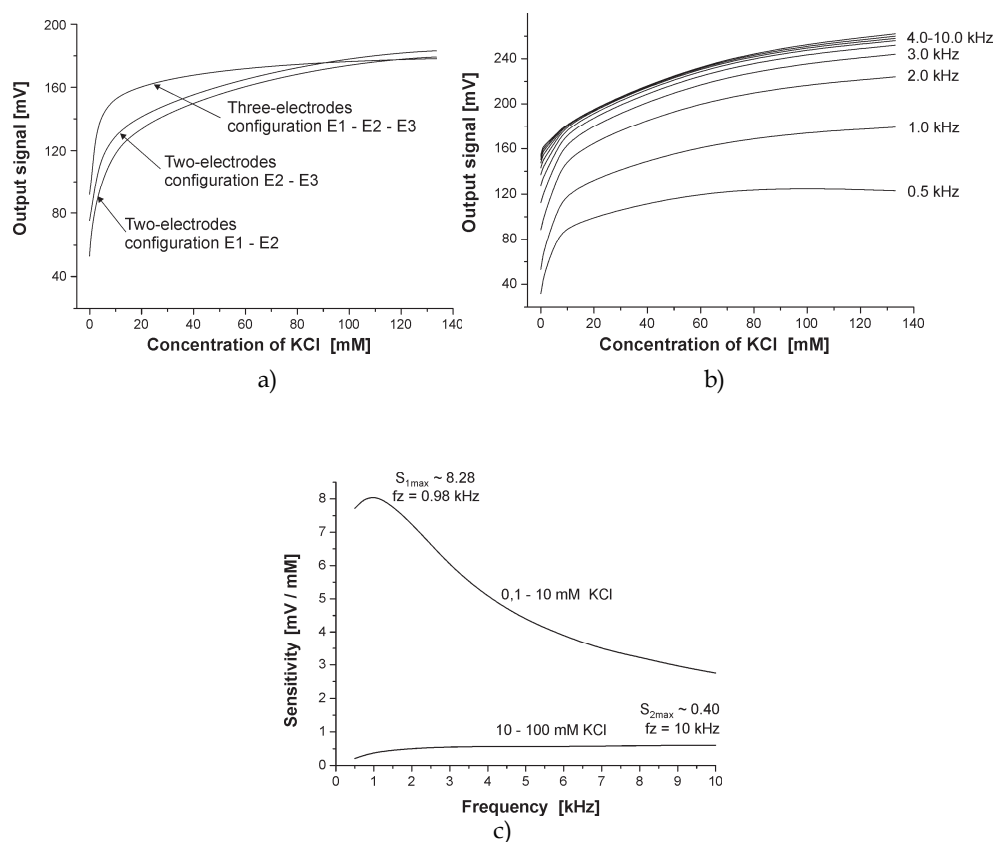 Output signal [mV]
200
160
120
80
40
0
20
40
60
80
100
120
140
Concentration of KCl [mM]
Three-electrodes
configuration E1 - E2 - E3
Two-electrodes
configuration E2 - E3
Two-electrodes
configuration E1 - E2
a)
Output signal [mV]
240
200
160
120
80
40
0
20
40
60
80
100
120
140
Concentration of KCl [mM]
4.0-10.0 kHz
3.0 kHz
2.0 kHz
1.0 kHz
0.5 kHz
b)
Sensitivity [mV / mM]
8
7
6
5
4
3
2
1
0
0
1
2
3
4
5
6
7
8
9
10
Frequency [kHz]
S1max ~ 8.28
fz = 0.98 kHz
0,1 - 10 mM KCl
S2max ~ 0.40
fz = 10 kHz
10 - 100 mM KCl
c)